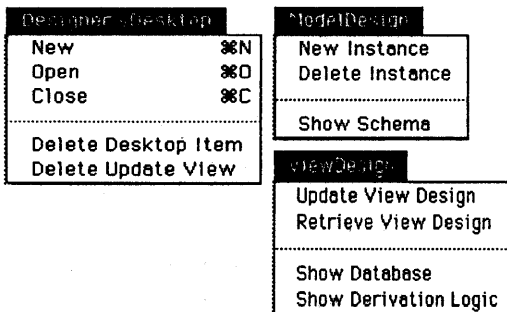 Designer'sDesktop
New ⌘N
Open ⌘O
Close ⌘C
Delete Desktop Item
Delete Update View
ModelDesign
New Instance
Delete Instance
Show Schema
viewDesign
Update View Design
Retrieve View Design
Show Database
Show Derivation Logic